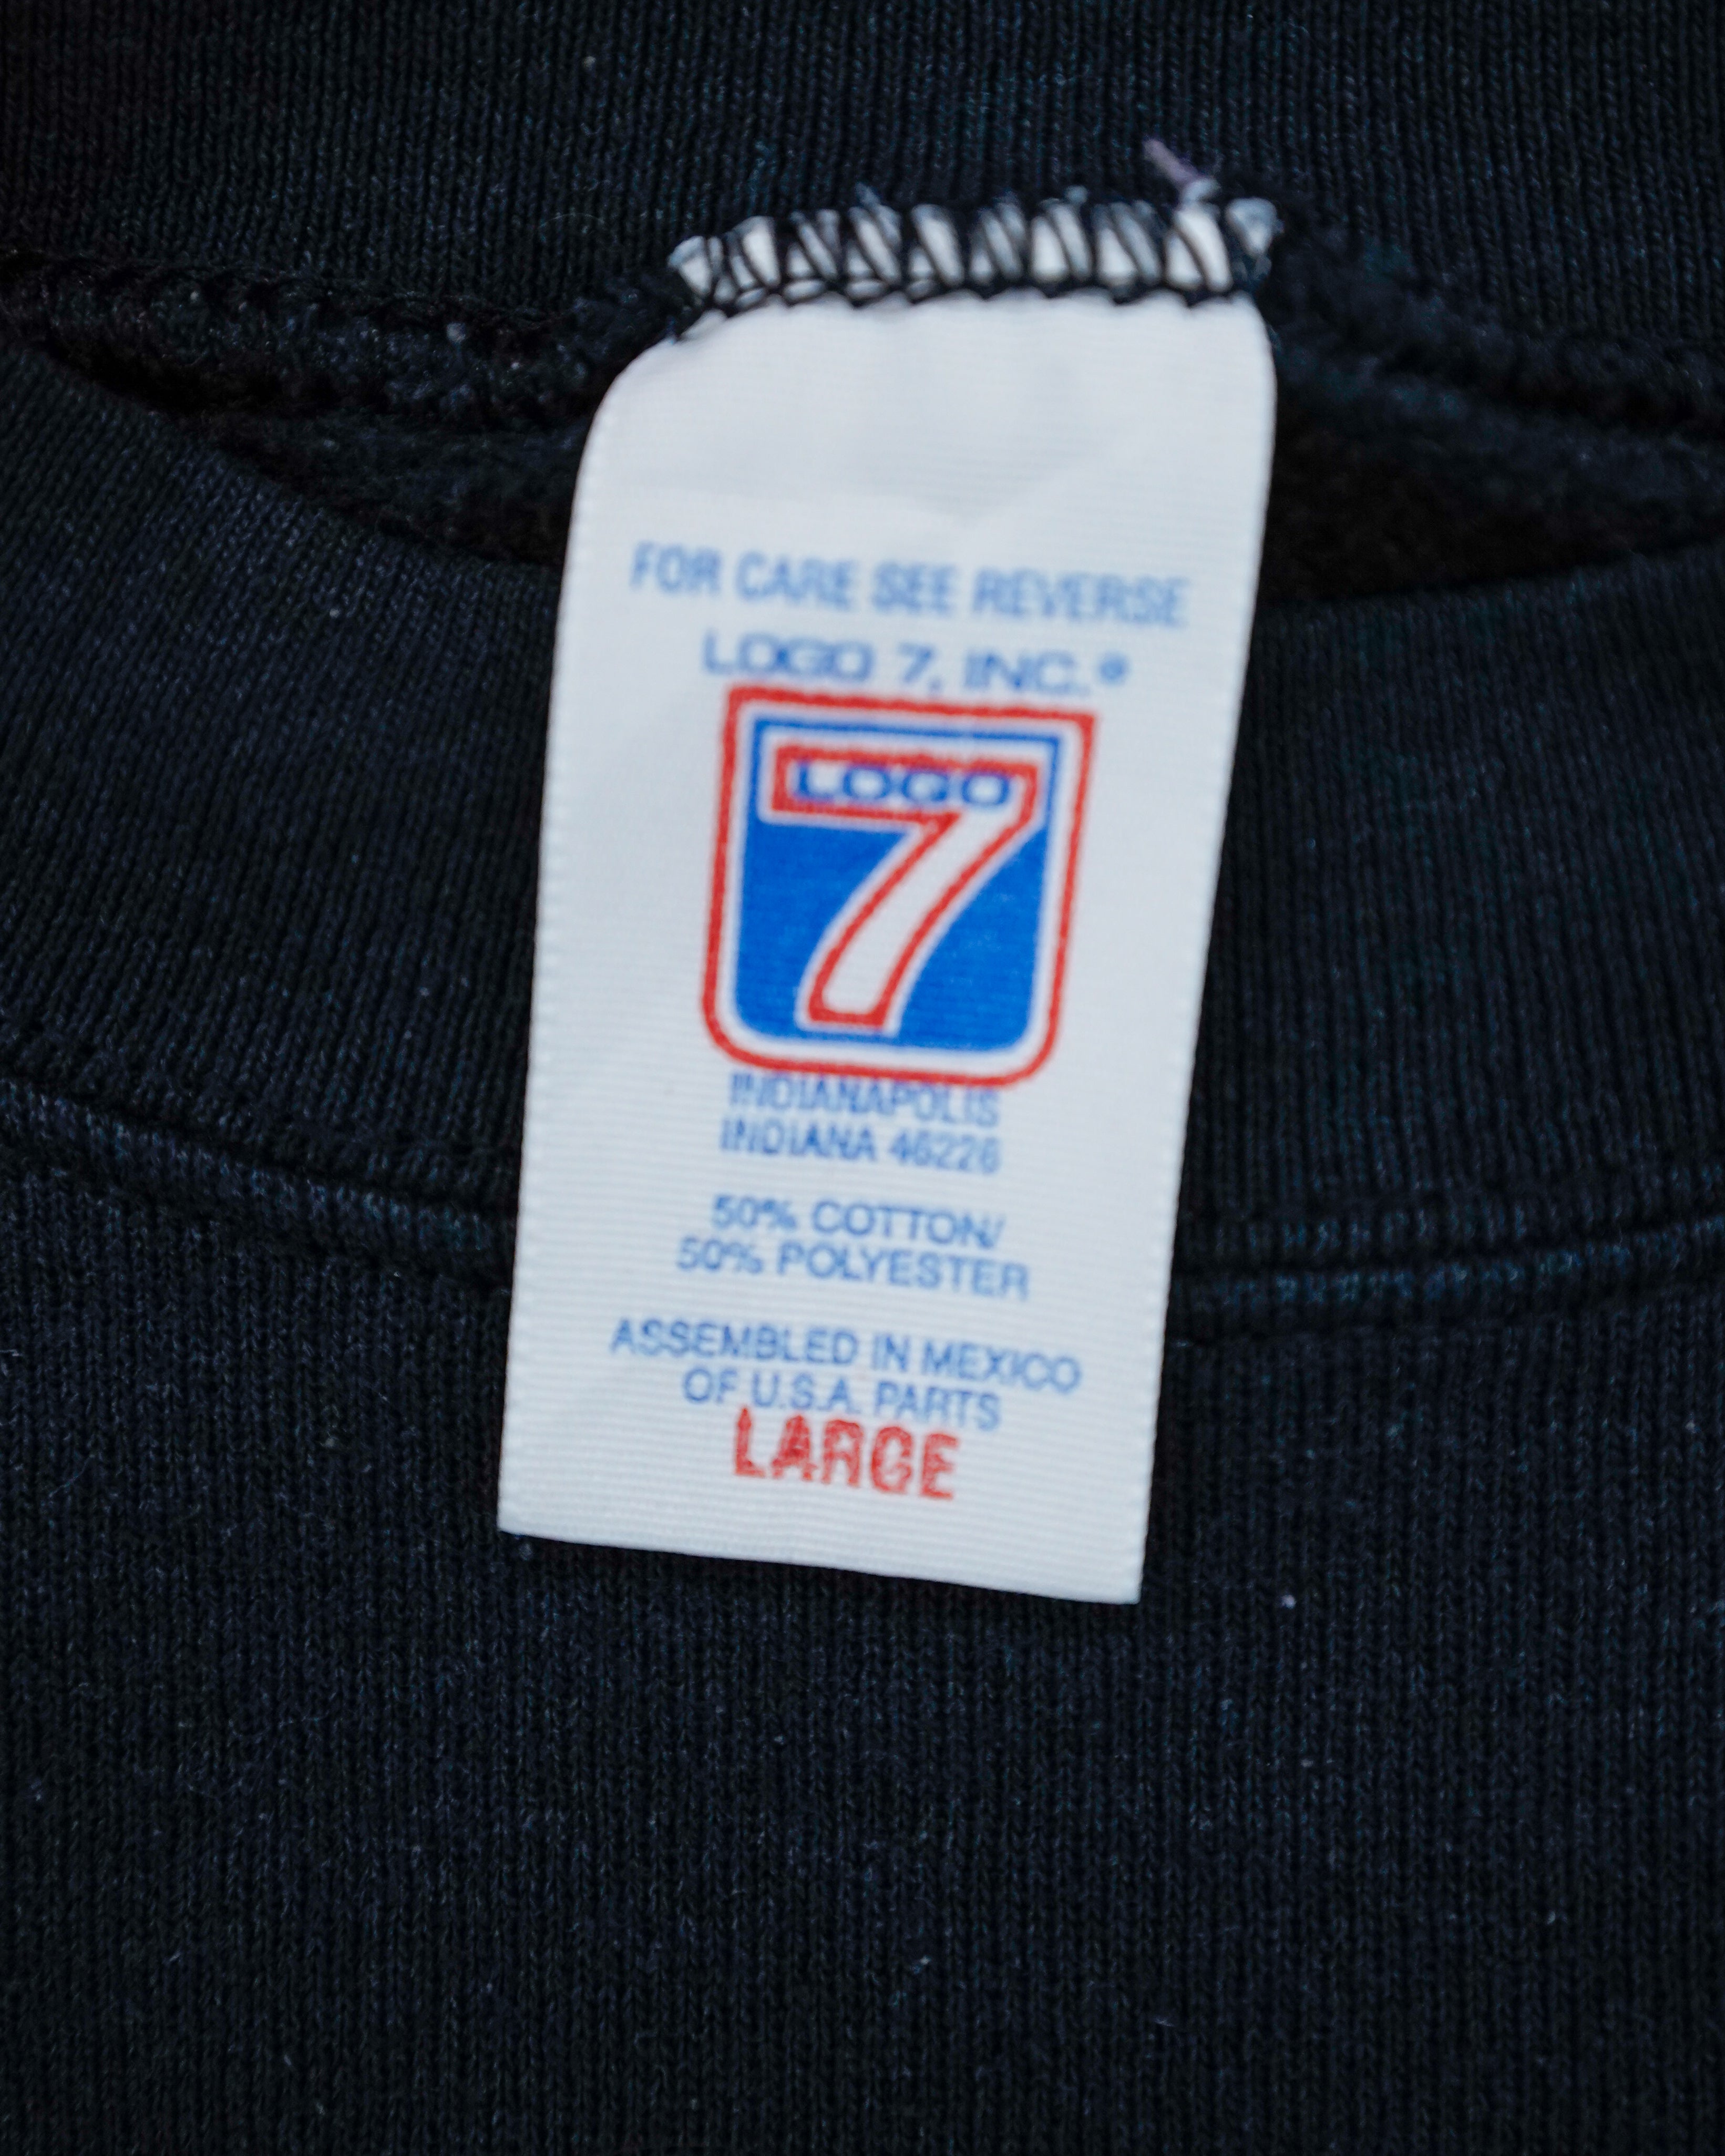 FOR CARE SEE REVERSE
LOGO 7, INC.®
LOGO
7
INDIANAPOLIS
INDIANA 46226
50% COTTON/
50% POLYESTER
ASSEMBLED IN MEXICO
OF U.S.A. PARTS
LARGE